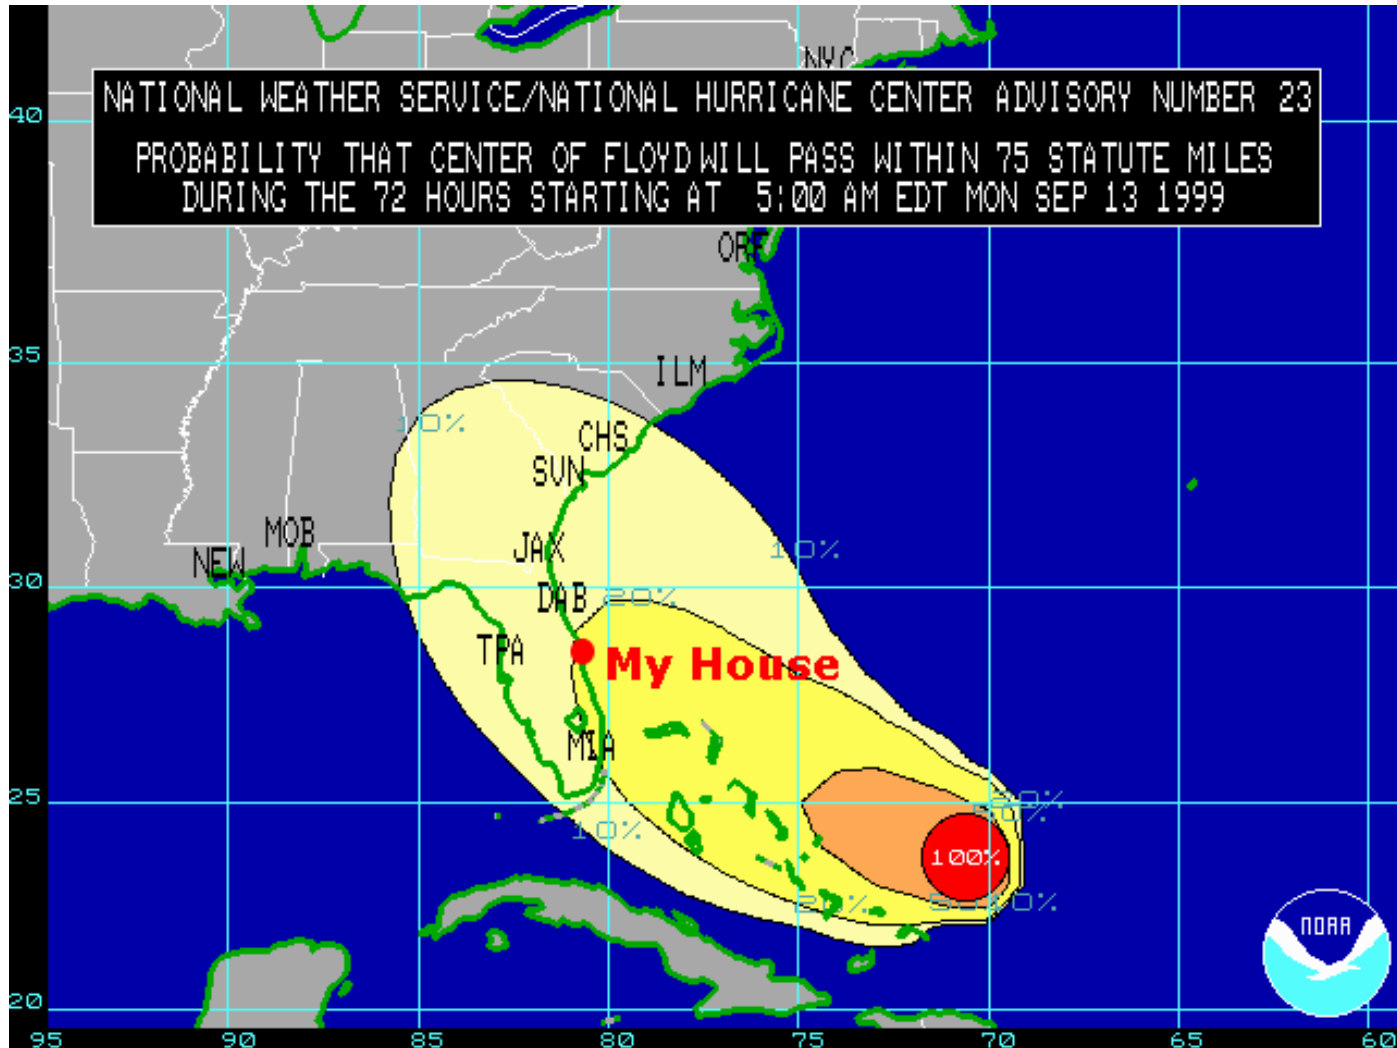 NYC
NATIONAL WEATHER SERVICE/NATIONAL HURRICANE CENTER ADVISORY NUMBER 23
40
PROBABILITY THAT CENTER OF FLOYD WILL PASS WITHIN 75 STATUTE MILES
DURING THE 72 HOURS STARTING AT 5:00 AM EDT MON SEP 13 1999
ORF
35
ILM
10%
CHS
SVN
MOB
JAX
10%
NEW
30
DAB
20%
TPA
My House
MIA
25
10%
100%
20%
NOAA
20
95
90
85
80
75
70
65
60